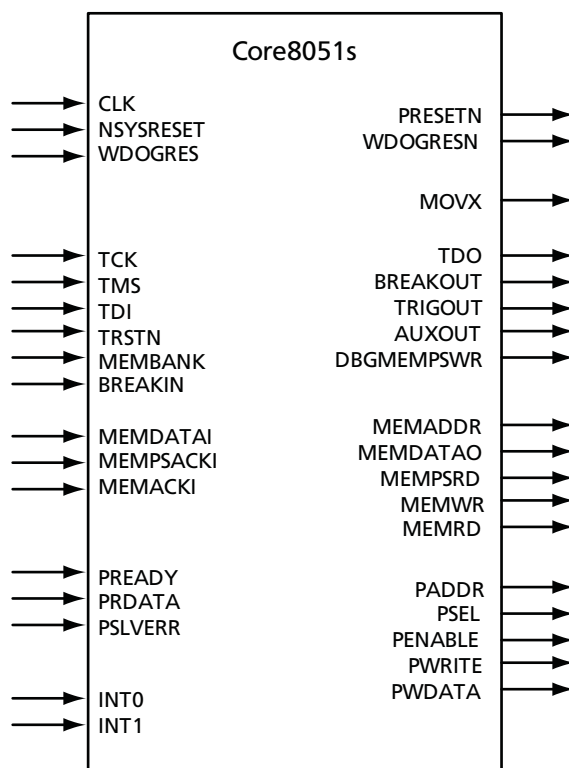 Core8051s
CLK
NSYSRESET
WDOGRES
TCK
TMS
TDI
TRSTN
MEMBANK
BREAKIN
MEMDATAI
MEMPSACKI
MEMACKI
PREADY
PRDATA
PSLVERR
INT0
INT1
PRESETN
WDOGRESN
MOVX
TDO
BREAKOUT
TRIGOUT
AUXOUT
DBGMEMPSWR
MEMADDR
MEMDATAO
MEMPSRD
MEMWR
MEMRD
PADDR
PSEL
PENABLE
PWRITE
PWDATA